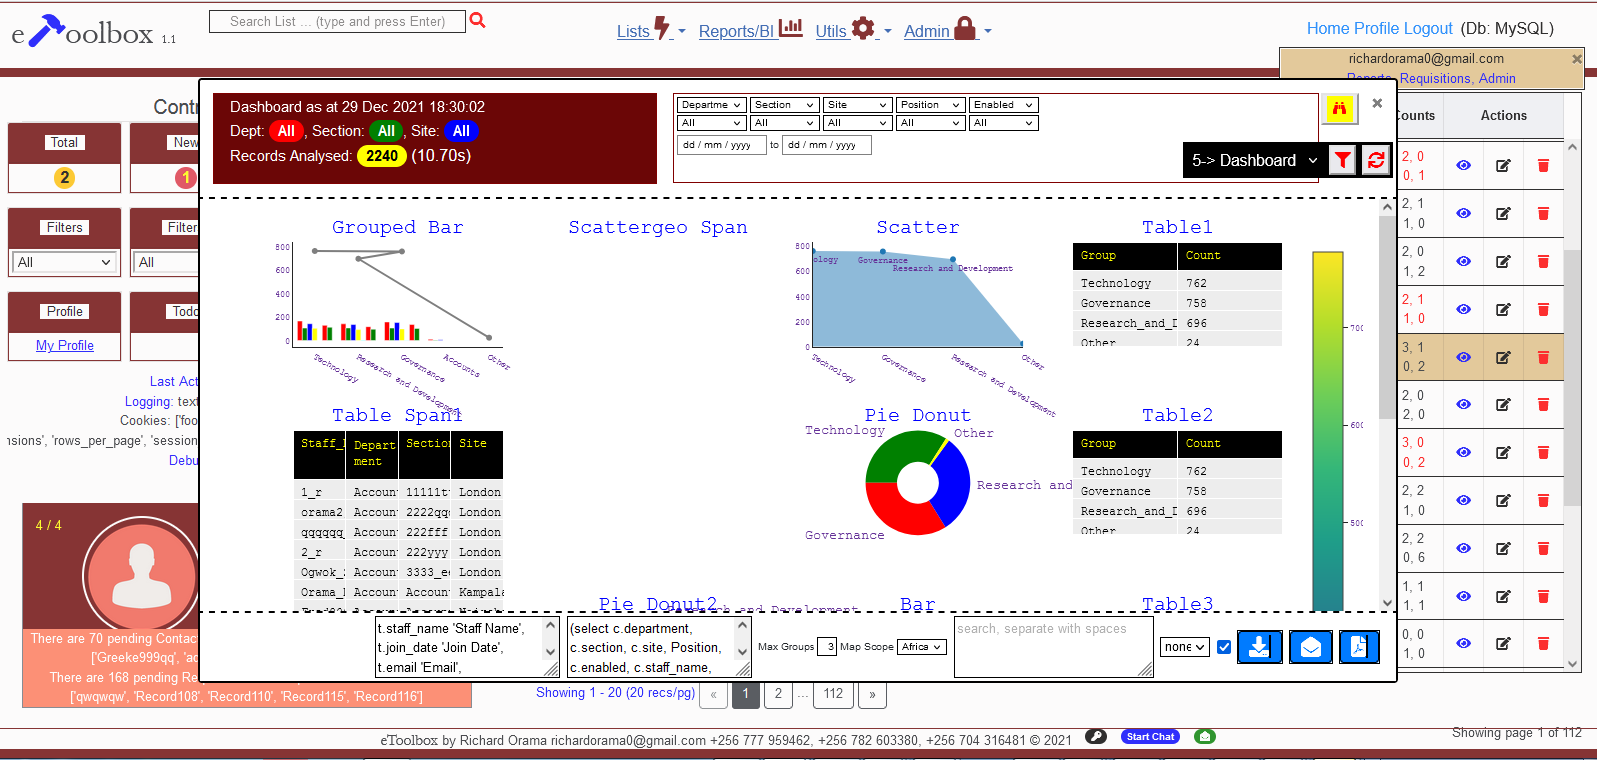 eToolbox 1.1
Search List ... (type and press Enter)
Lists
Reports/BI
Utils
Admin
Home Profile Logout (Db: MySQL)
richardorama0@gmail.com
Reports, Requisitions, Admin
Dashboard as at 29 Dec 2021 18:30:02
Dept: All, Section: All, Site: All
Records Analysed: 2240 (10.70s)
Departme Section Site Position Enabled
All All All All All
dd / mm / yyyy to dd / mm / yyyy
5-> Dashboard
Total
2
New
1
Filters
All
Filter
All
Profile
My Profile
Todo
Last Act
Logging: text
Cookies: ['foo
'rows_per_page', 'session
Debu
4 / 4
There are 70 pending Contac
['Greeke999qq', 'ac
There are 168 pending Re
['qwqwqw', 'Record108', 'Record110', 'Record115', 'Record116']
Grouped Bar
800
600
400
200
0
Technology
Research and Development
Governance
Accounts
Other
Scattergeo Span
Scatter
800
600
400
200
0
ology
Governance
Research and Development
Technology
Governance
Research and Development
Other
Table1
Group Count
Technology 762
Governance 758
Research_and_D 696
Other 24
700
600
500
Table Span1
Staff_ Depart ment Section Site
1_r Accoun 11111t London
orama2 Accoun 2222qq London
qqqqqq_ Accoun 222fff London
2_r Accoun 222yyy London
Ogwok_ Accoun 3333_e London
Orama_ Accoun Accoun Kampala
Pie Donut
Technology
Other
Research and
Governance
Table2
Group Count
Technology 762
Governance 758
Research_and_D 696
Other 24
Pie Donut2
Research and Development
Bar
Table3
Counts Actions
2, 0
0, 1
2, 1
1, 0
2, 0
1, 2
2, 1
1, 0
3, 1
0, 2
2, 0
2, 0
3, 0
0, 2
2, 2
1, 0
2, 2
0, 6
1, 1
1, 1
0, 0
1, 0
t.staff_name 'Staff Name',
t.join_date 'Join Date',
t.email 'Email',
(select c.department,
c.section, c.site, Position,
c.enabled, c.staff_name,
Max Groups 3 Map Scope Africa
search, separate with spaces
none
Showing 1 - 20 (20 recs/pg) « 1 2 ... 112 »
eToolbox by Richard Orama richardorama0@gmail.com +256 777 959462, +256 782 603380, +256 704 316481 © 2021
Start Chat
Showing page 1 of 112